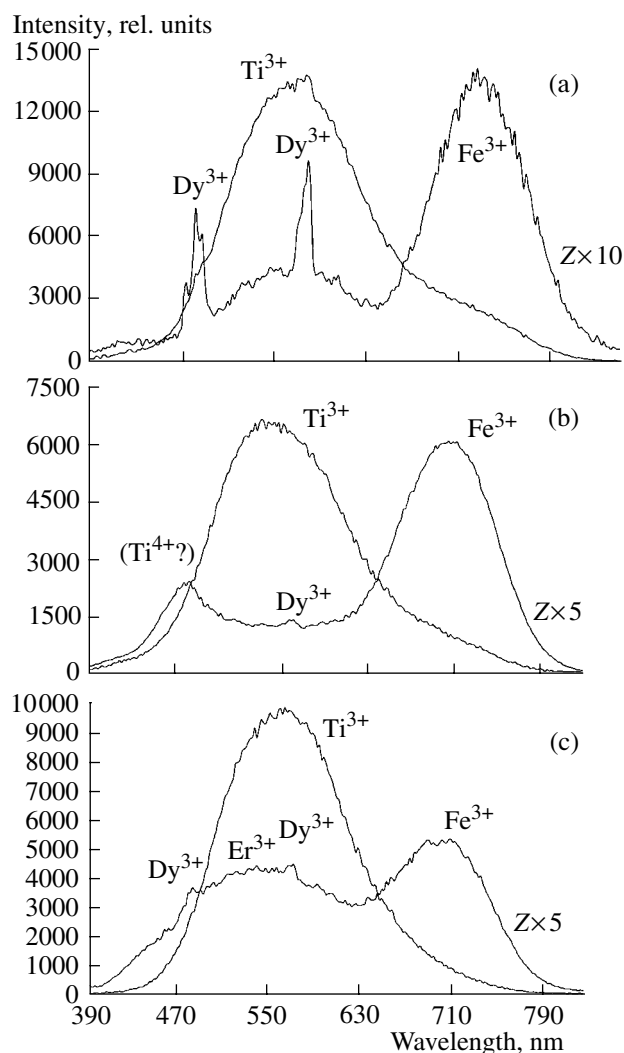 Intensity, rel. units
15000
Ti³⁺
(a)
12000
Dy³⁺
Fe³⁺
9000
Dy³⁺
6000
Z×10
3000
0
7500
(b)
Ti³⁺
Fe³⁺
6000
4500
(Ti⁴⁺?)
3000
Dy³⁺
Z×5
1500
0
10000
9000
Ti³⁺
(c)
8000
7000
6000
Dy³⁺
Fe³⁺
Er³⁺
5000
Dy³⁺
4000
Z×5
3000
2000
1000
0
390 470 550 630 710 790
Wavelength, nm